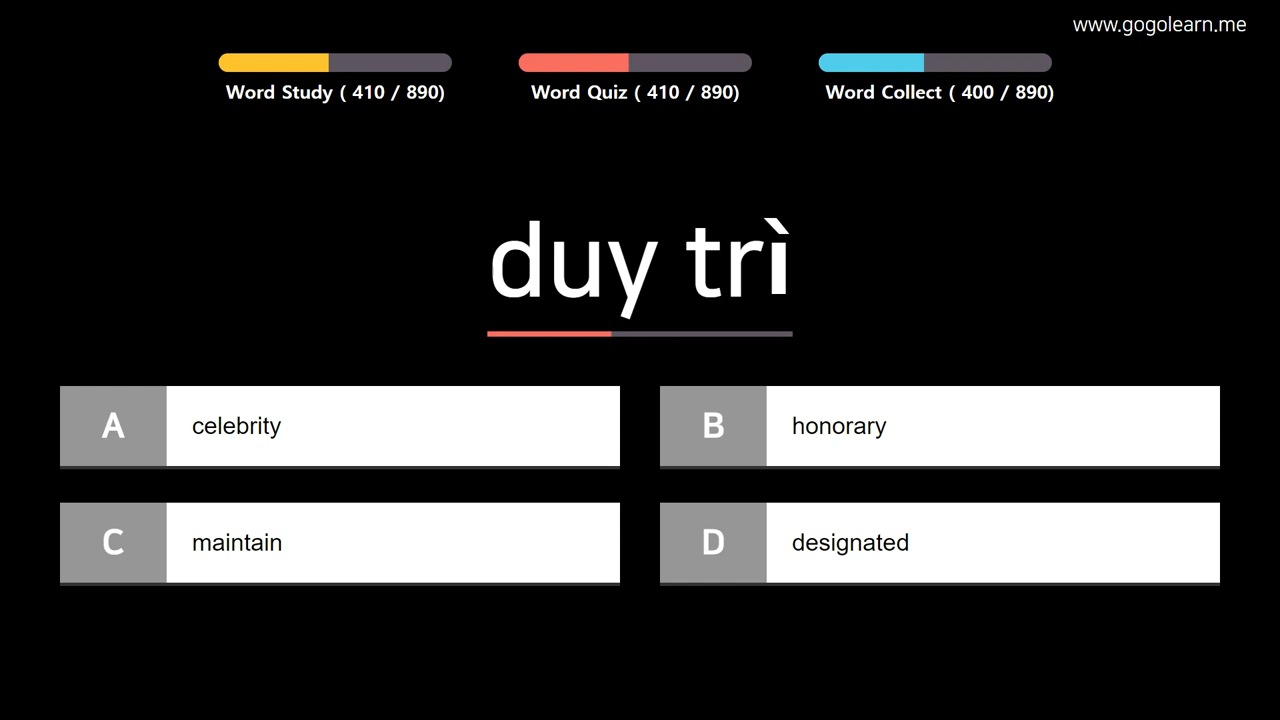 www.gogolearn.me
Word Study ( 410 / 890)
Word Quiz ( 410 / 890)
Word Collect ( 400 / 890)
duy trì
A
celebrity
B
honorary
C
maintain
D
designated